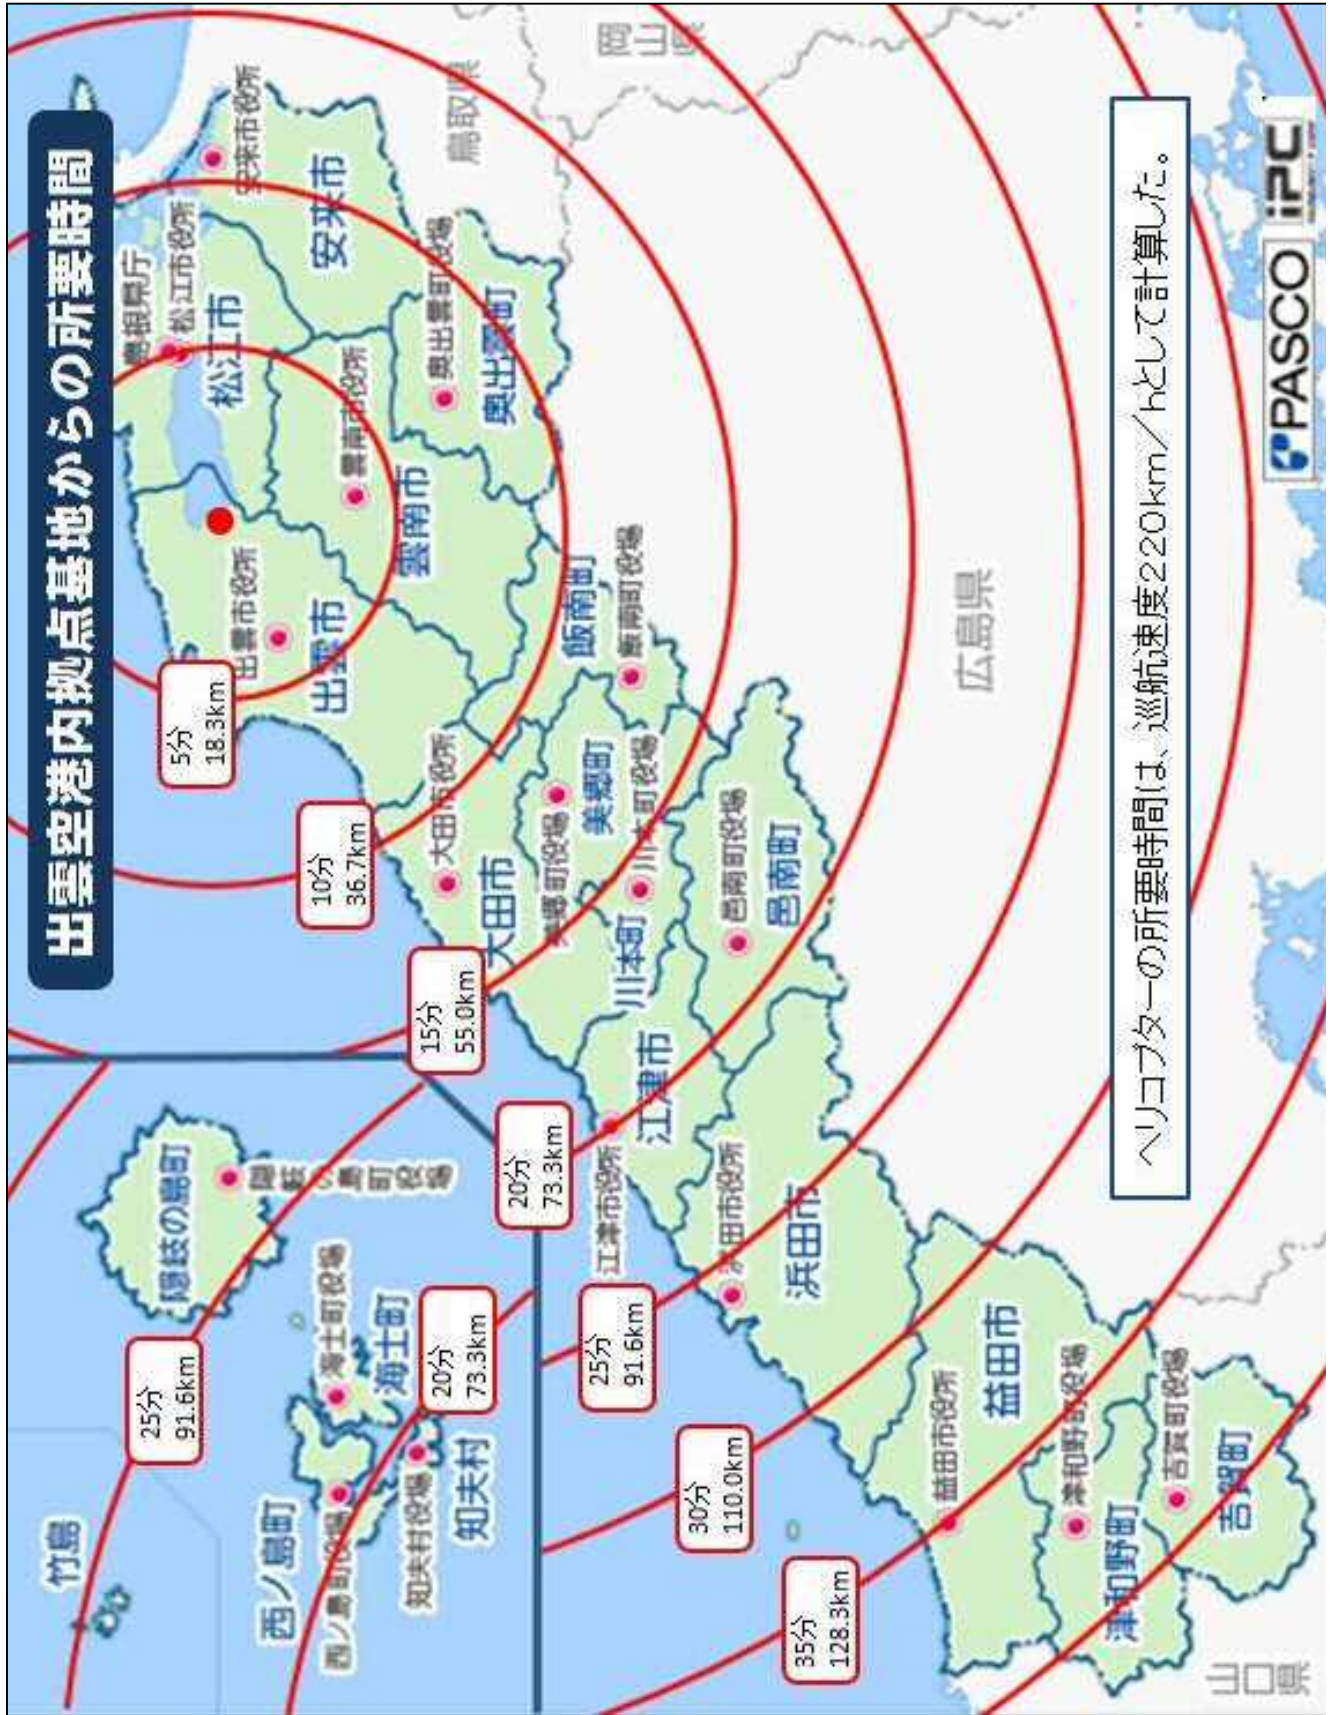 出雲空港内拠点基地からの所要時間
竹島
25分
91.6km
隠岐の島町
隠岐の島町役場
西ノ島町
西ノ島町役場
海士町役場
海士町
知夫村役場
知夫村
20分
73.3km
5分
18.3km
10分
36.7km
15分
55.0km
20分
73.3km
25分
91.6km
30分
110.0km
35分
128.3km
島根県庁
松江市役所
松江市
安来市役所
安来市
出雲市役所
出雲市
雲南市役所
雲南市
奥出雲町役場
奥出雲町
飯南町
飯南町役場
大田市役所
大田市
美郷町
美郷町役場
川本町役場
川本町
邑南町役場
邑南町
江津市
江津市役所
浜田市役所
浜田市
益田市役所
益田市
津和野町役場
津和野町
吉賀町役場
吉賀町
鳥取県
岡山県
広島県
山口県
ヘリコプターの所要時間は、巡航速度220km/hとして計算した。
PASCO
iPC